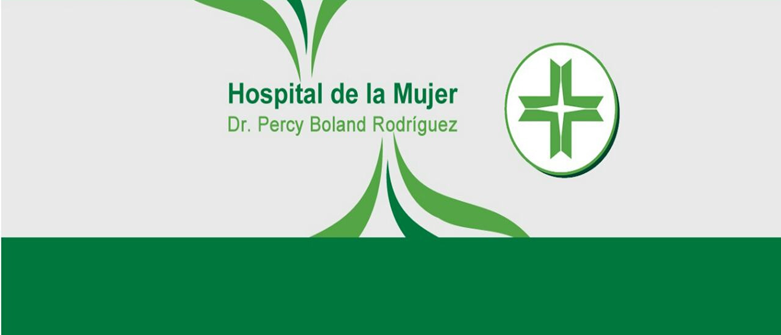 Hospital de la Mujer
Dr. Percy Boland Rodríguez